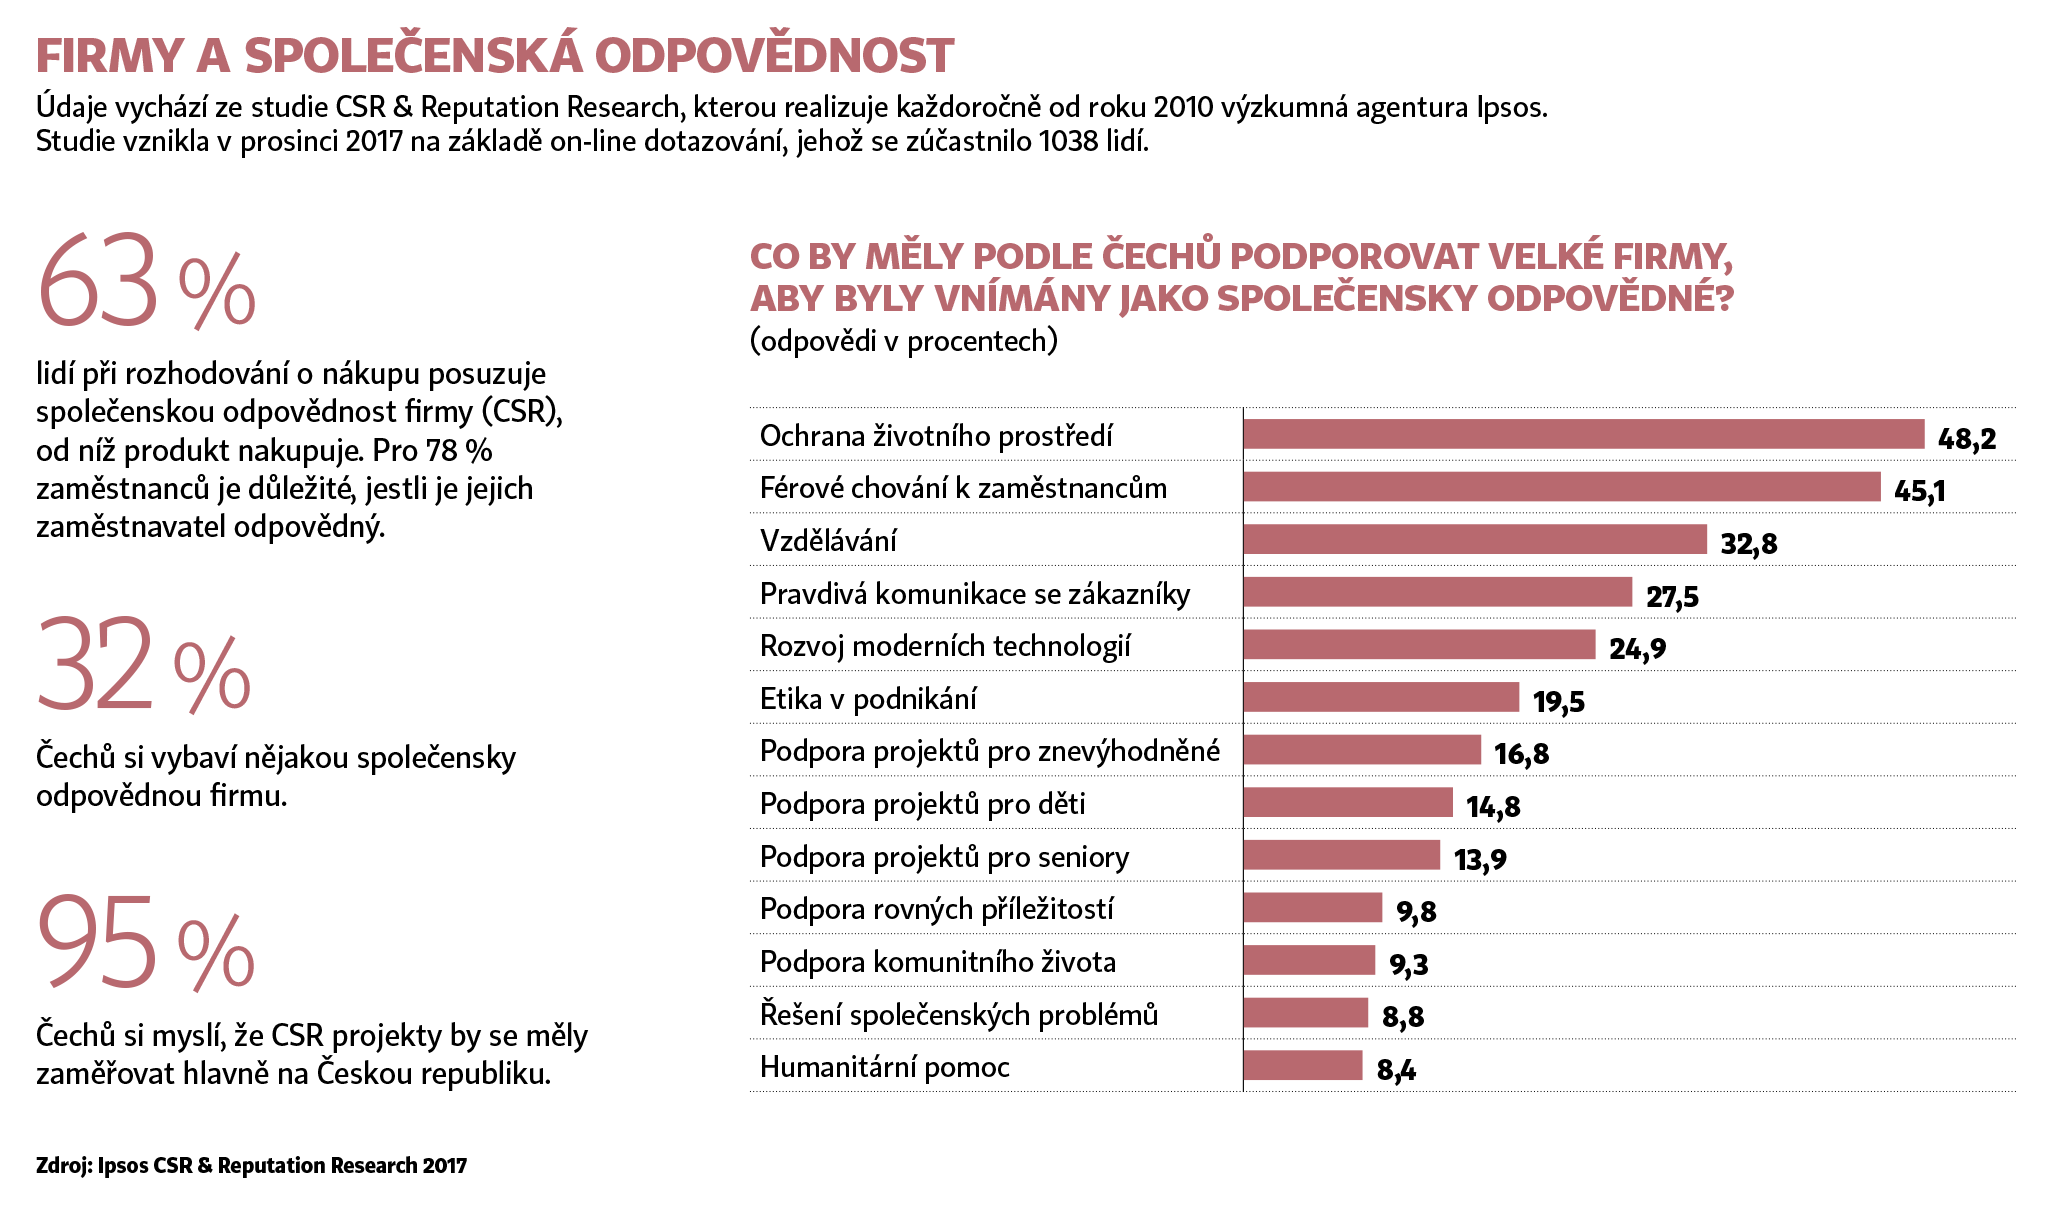 FIRMY A SPOLEČENSKÁ ODPOVĚDNOST
Údaje vychází ze studie CSR & Reputation Research, kterou realizuje každoročně od roku 2010 výzkumná agentura Ipsos.
Studie vznikla v prosinci 2017 na základě on-line dotazování, jehož se zúčastnilo 1038 lidí.
63 %
lidí při rozhodování o nákupu posuzuje
společenskou odpovědnost firmy (CSR),
od níž produkt nakupuje. Pro 78 %
zaměstnanců je důležité, jestli je jejich
zaměstnavatel odpovědný.
32 %
Čechů si vybaví nějakou společensky
odpovědnou firmu.
95 %
Čechů si myslí, že CSR projekty by se měly
zaměřovat hlavně na Českou republiku.
CO BY MĚLY PODLE ČECHŮ PODPOROVAT VELKÉ FIRMY,
ABY BYLY VNÍMÁNY JAKO SPOLEČENSKY ODPOVĚDNÉ?
(odpovědi v procentech)
Ochrana životního prostředí 48,2
Férové chování k zaměstnancům 45,1
Vzdělávání 32,8
Pravdivá komunikace se zákazníky 27,5
Rozvoj moderních technologií 24,9
Etika v podnikání 19,5
Podpora projektů pro znevýhodněné 16,8
Podpora projektů pro děti 14,8
Podpora projektů pro seniory 13,9
Podpora rovných příležitostí 9,8
Podpora komunitního života 9,3
Řešení společenských problémů 8,8
Humanitární pomoc 8,4
Zdroj: Ipsos CSR & Reputation Research 2017